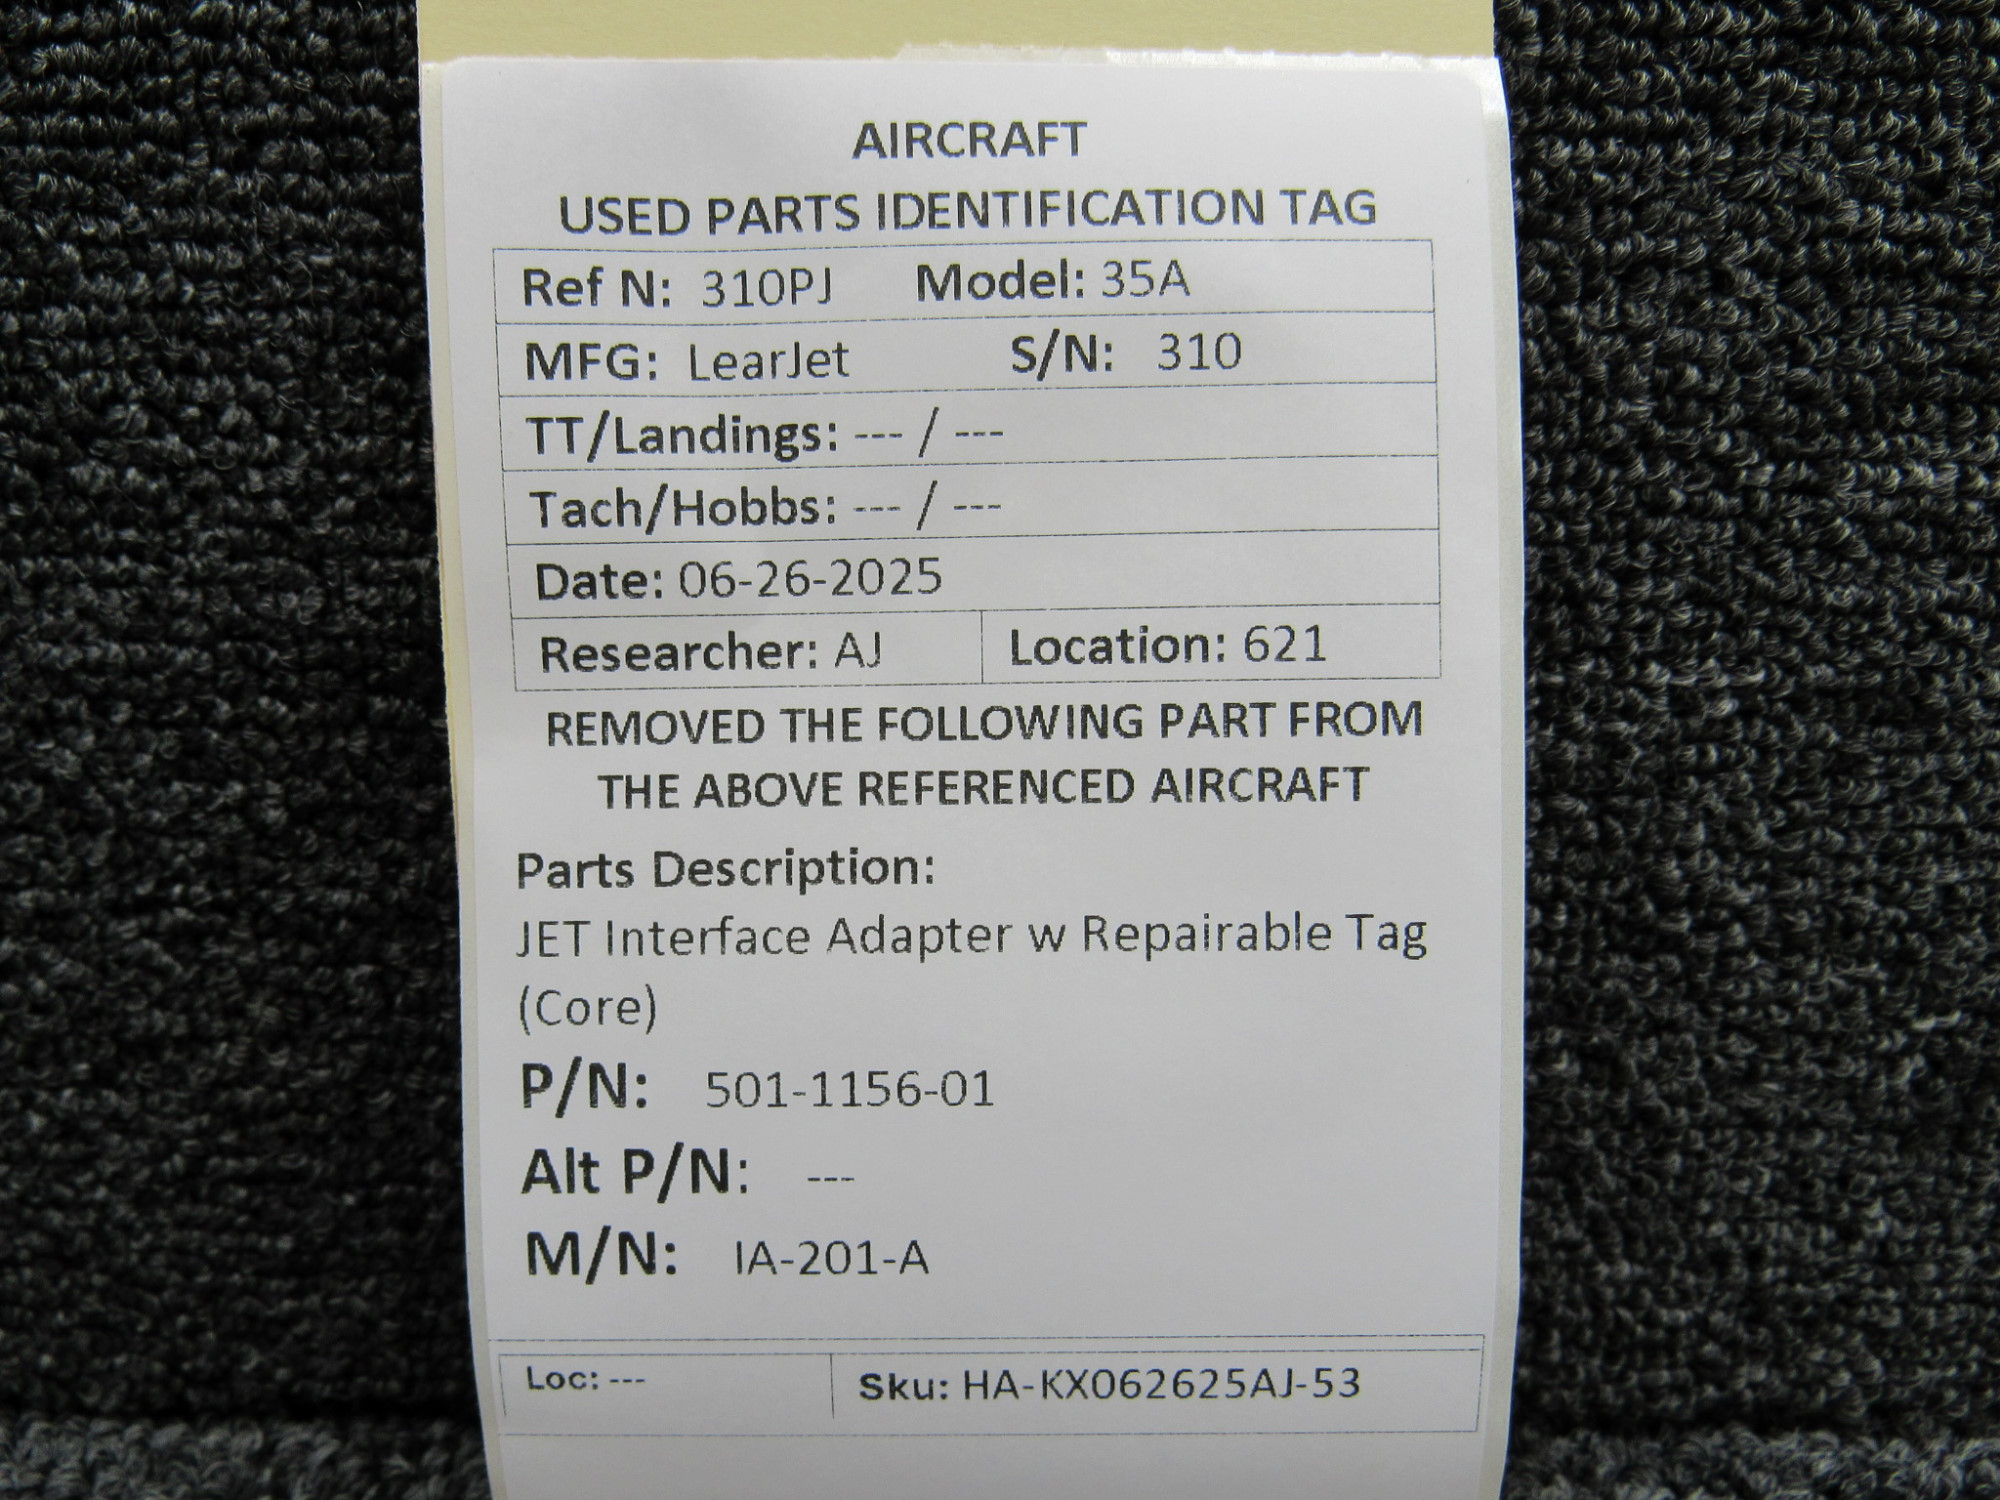 AIRCRAFT
USED PARTS IDENTIFICATION TAG
Ref N: 310PJ Model: 35A
MFG: LearJet S/N: 310
TT/Landings: --- / ---
Tach/Hobbs: --- / ---
Date: 06-26-2025
Researcher: AJ Location: 621
REMOVED THE FOLLOWING PART FROM
THE ABOVE REFERENCED AIRCRAFT
Parts Description:
JET Interface Adapter w Repairable Tag
(Core)
P/N: 501-1156-01
Alt P/N: ---
M/N: IA-201-A
Loc: --- Sku: HA-KX062625AJ-53